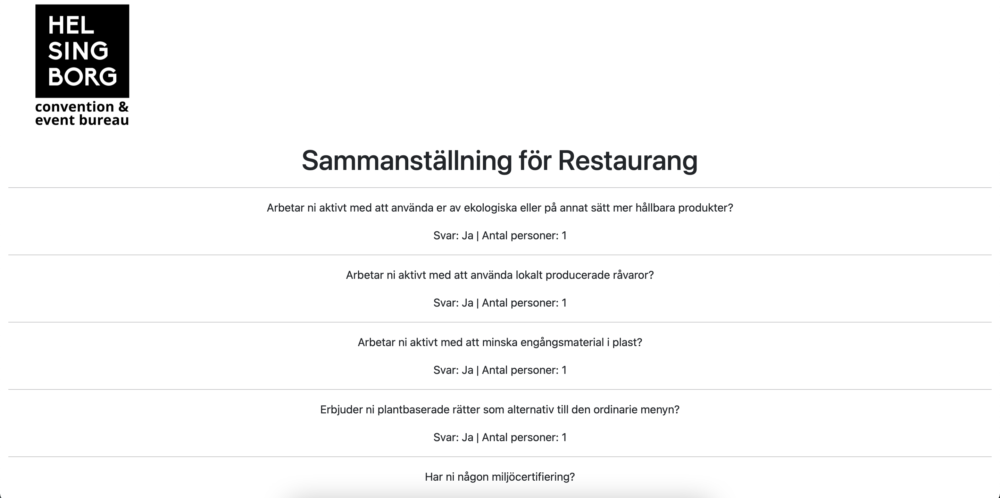 HEL
SING
BORG
convention &
event bureau
Sammanställning för Restaurang
Arbetar ni aktivt med att använda er av ekologiska eller på annat sätt mer hållbara produkter?
Svar: Ja | Antal personer: 1
Arbetar ni aktivt med att använda lokalt producerade råvaror?
Svar: Ja | Antal personer: 1
Arbetar ni aktivt med att minska engångsmaterial i plast?
Svar: Ja | Antal personer: 1
Erbjuder ni plantbaserade rätter som alternativ till den ordinarie menyn?
Svar: Ja | Antal personer: 1
Har ni någon miljöcertifiering?